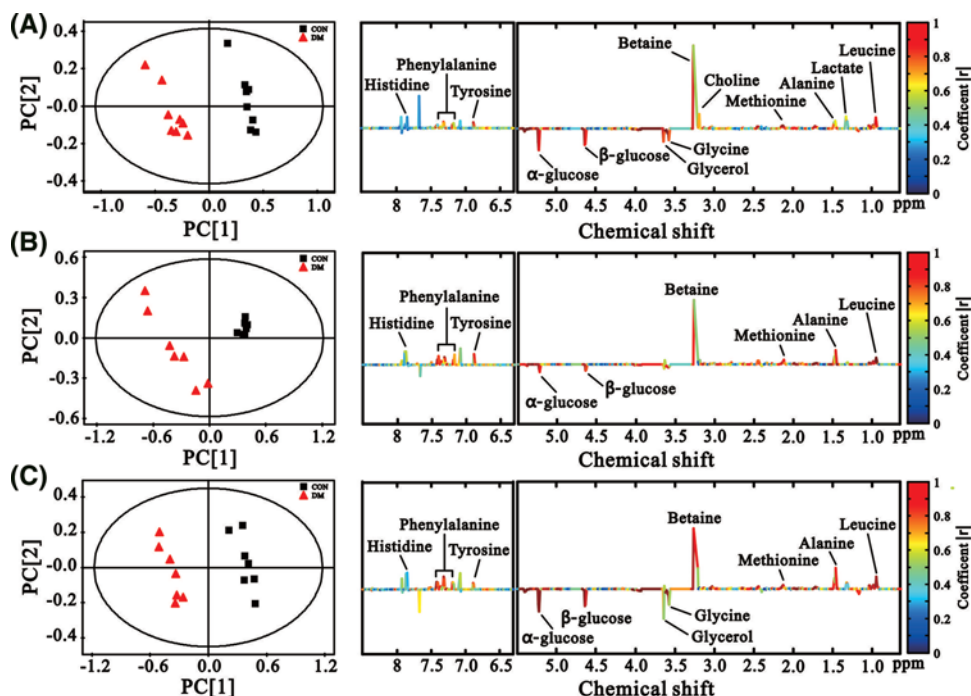 (A)
0.4
0.2
-0.0
-0.2
-0.4
PC[2]
CON
DM
-1.0 -0.5 0.0 0.5 1.0
PC[1]
Histidine
Phenylalanine
Tyrosine
Betaine
Choline
Methionine
Alanine
Lactate
Leucine
α-glucose
β-glucose
Glycine
Glycerol
8 7.5 7.0 6.5 6.0
5.0 4.5 4.0 3.5 3.0 2.5 2.0 1.5 1.0 ppm
Chemical shift
1
0.8
0.6
0.4
0.2
0
Coefficent |r|
(B)
0.6
0.3
0.0
-0.3
-0.6
PC[2]
CON
DM
-1.2 -0.6 0.0 0.6 1.2
PC[1]
Histidine
Phenylalanine
Tyrosine
Betaine
Methionine
Alanine
Leucine
α-glucose
β-glucose
8 7.5 7.0 6.5 6.0
5.0 4.5 4.0 3.5 3.0 2.5 2.0 1.5 1.0 ppm
Chemical shift
1
0.8
0.6
0.4
0.2
0
Coefficent |r|
(C)
0.4
0.2
-0.0
-0.2
-0.4
PC[2]
CON
DM
-1.2 -0.6 0.0 0.6 1.2
PC[1]
Histidine
Phenylalanine
Tyrosine
Betaine
Methionine
Alanine
Leucine
α-glucose
β-glucose
Glycine
Glycerol
8 7.5 7.0 6.5 6.0
5.0 4.5 4.0 3.5 3.0 2.5 2.0 1.5 1.0 ppm
Chemical shift
1
0.8
0.6
0.4
0.2
0
Coefficent |r|